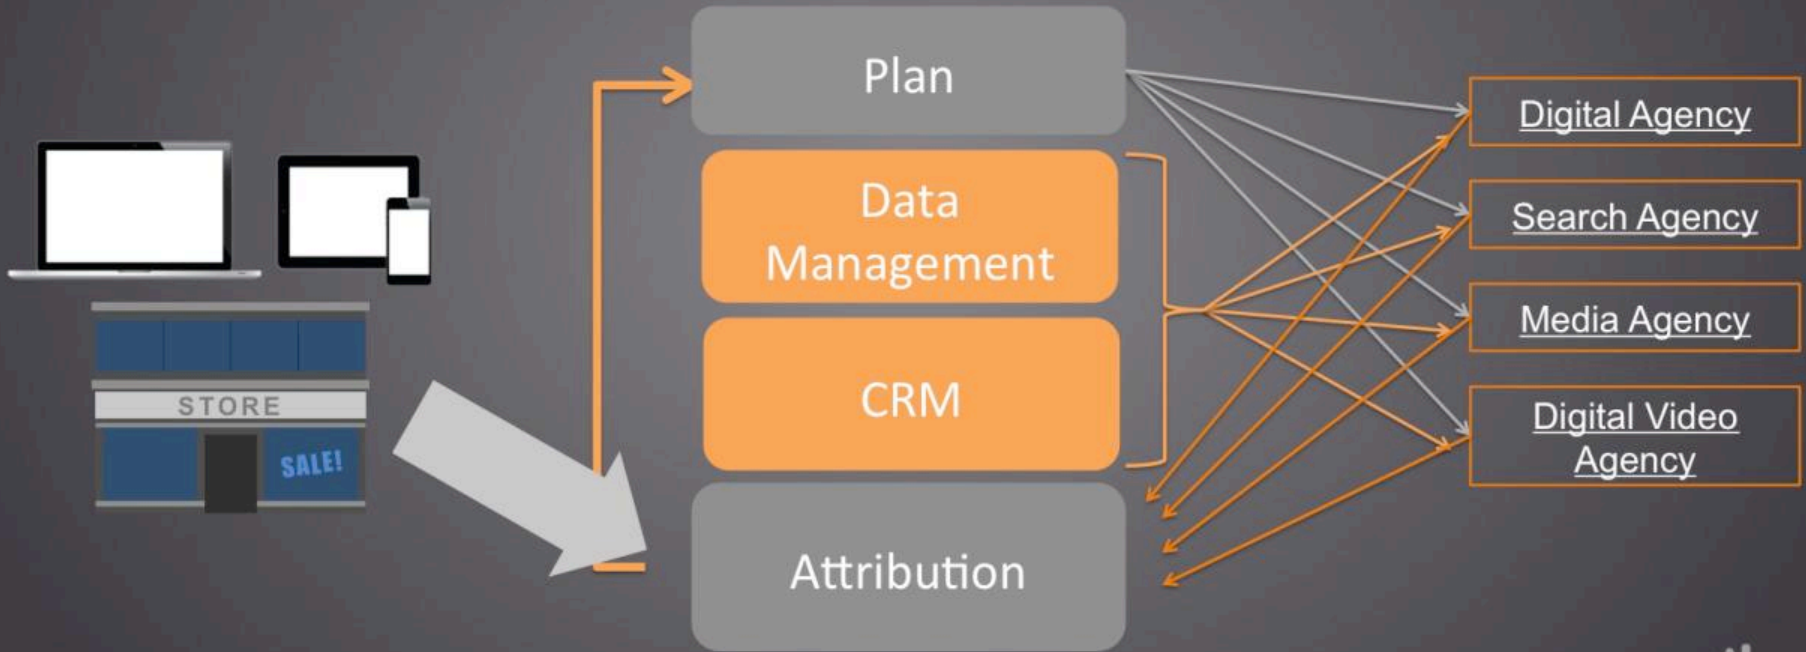 Plan
Data
Management
CRM
Attribution
STORE
SALE!
Digital Agency
Search Agency
Media Agency
Digital Video
Agency